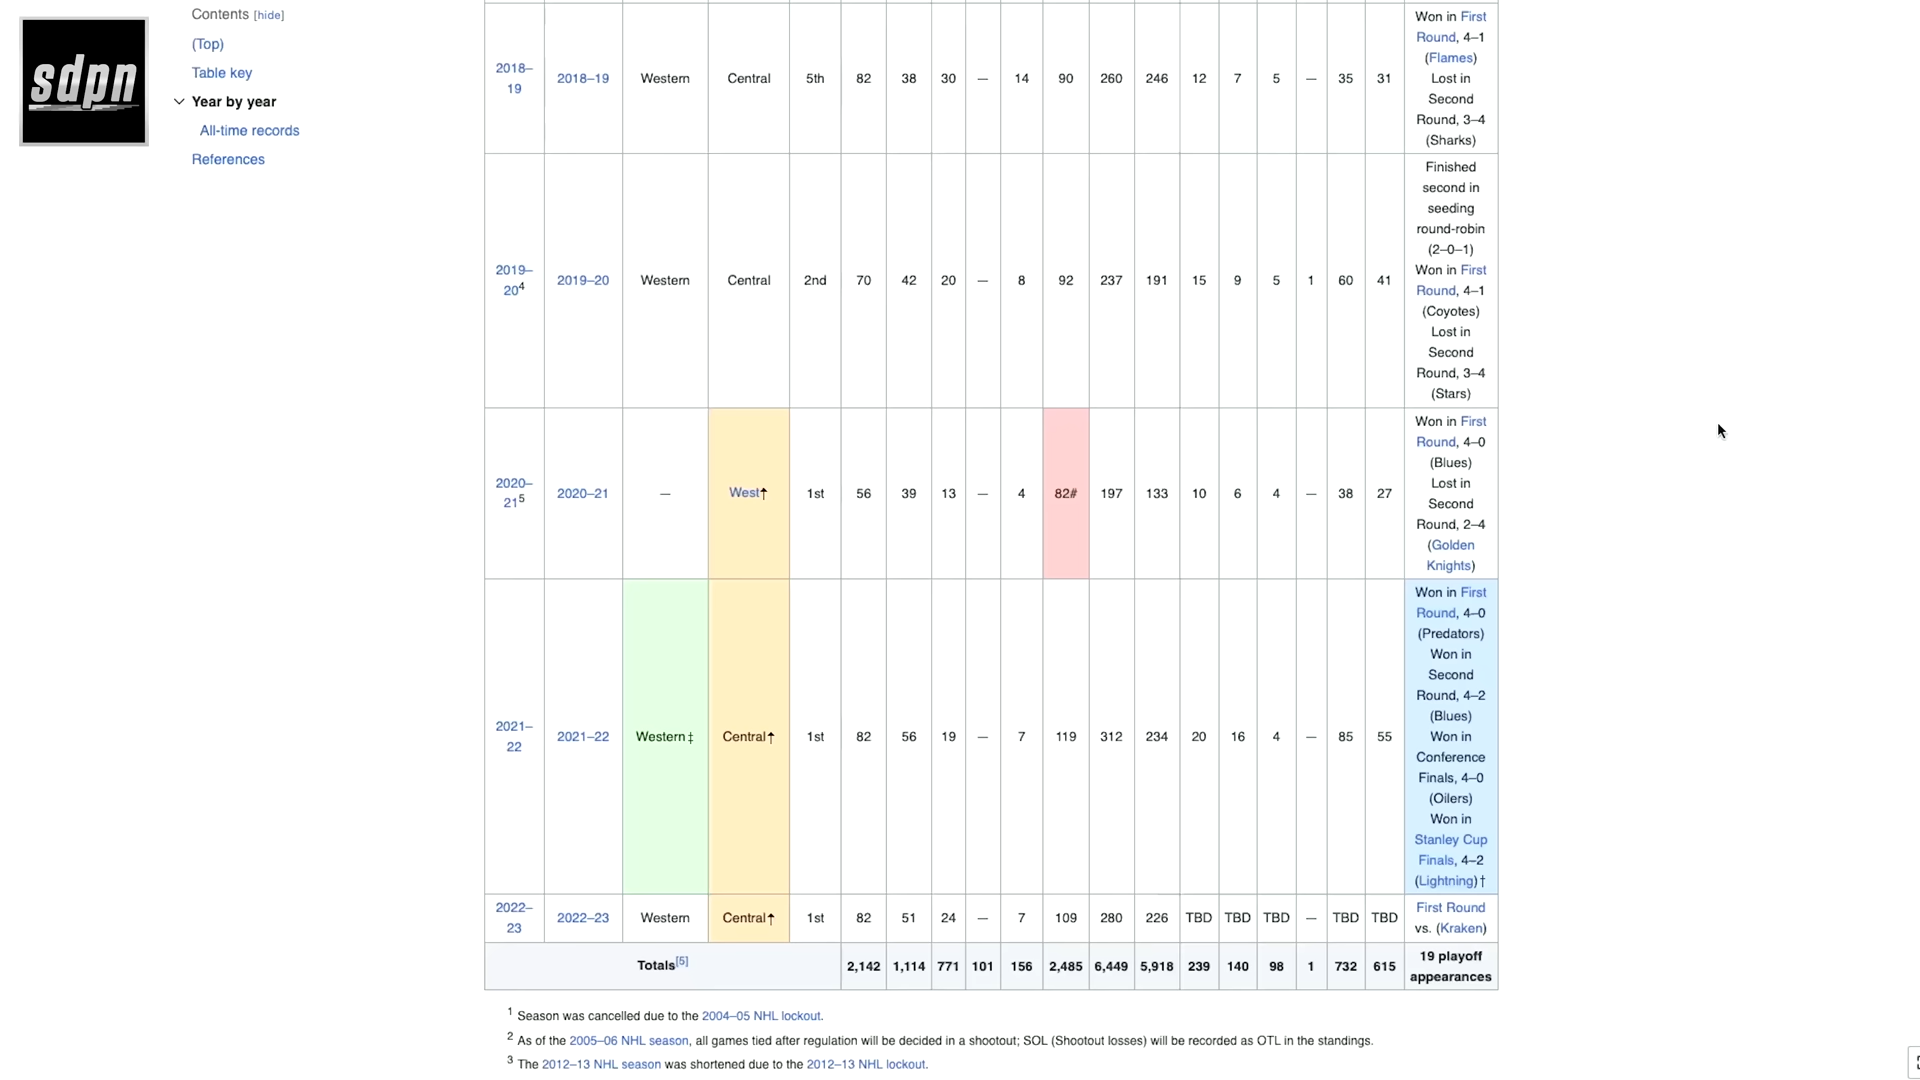 sdpn
Contents [hide]
(Top)
Table key
Year by year
All-time records
References
2018–
19
2018–19
Western
Central
5th
82
38
30
—
14
90
260
246
12
7
5
—
35
31
Won in First
Round, 4–1
(Flames)
Lost in
Second
Round, 3–4
(Sharks)
2019–
20⁴
2019–20
Western
Central
2nd
70
42
20
—
8
92
237
191
15
9
5
1
60
41
Finished
second in
seeding
round-robin
(2–0–1)
Won in First
Round, 4–1
(Coyotes)
Lost in
Second
Round, 3–4
(Stars)
2020–
21⁵
2020–21
—
West↑
1st
56
39
13
—
4
82#
197
133
10
6
4
—
38
27
Won in First
Round, 4–0
(Blues)
Lost in
Second
Round, 2–4
(Golden
Knights)
2021–
22
2021–22
Western‡
Central↑
1st
82
56
19
—
7
119
312
234
20
16
4
—
85
55
Won in First
Round, 4–0
(Predators)
Won in
Second
Round, 4–2
(Blues)
Won in
Conference
Finals, 4–0
(Oilers)
Won in
Stanley Cup
Finals, 4–2
(Lightning)†
2022–
23
2022–23
Western
Central↑
1st
82
51
24
—
7
109
280
226
TBD
TBD
TBD
—
TBD
TBD
First Round
vs. (Kraken)
Totals[5]
2,142
1,114
771
101
156
2,485
6,449
5,918
239
140
98
1
732
615
19 playoff
appearances
¹ Season was cancelled due to the 2004–05 NHL lockout.
² As of the 2005–06 NHL season, all games tied after regulation will be decided in a shootout; SOL (Shootout losses) will be recorded as OTL in the standings.
³ The 2012–13 NHL season was shortened due to the 2012–13 NHL lockout.